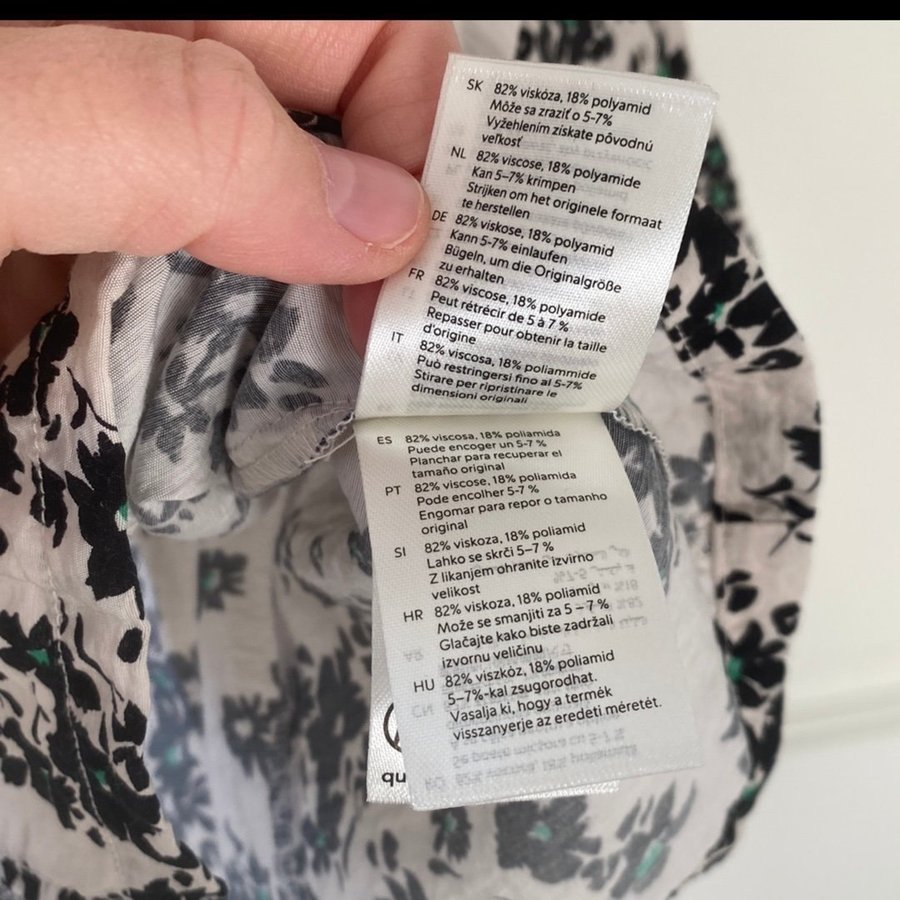 SK 82% viskóza, 18% polyamid
Môže sa zraziť o 5-7%
Vyžehlením získate pôvodnú
veľkosť
NL 82% viscose, 18% polyamide
Kan 5–7% krimpen
Strijken om het originele formaat
te herstellen
DE 82% viskose, 18% polyamid
Kann 5-7% einlaufen
Bügeln, um die Originalgröße
zu erhalten
FR 82% viscose, 18% polyamide
Peut rétrécir de 5 à 7 %
Repasser pour obtenir la taille
d'origine
IT 82% viscosa, 18% poliammide
Può restringersi fino al 5-7%
Stirare per ripristinare le
dimensioni originali
ES 82% viscosa, 18% poliamida
Puede encoger un 5-7 %
Planchar para recuperar el
tamaño original
PT 82% viscose, 18% poliamida
Pode encolher 5-7 %
Engomar para repor o tamanho
original
SI 82% viskoza, 18% poliamid
Lahko se skrči 5–7 %
Z likanjem ohranite izvirno
velikost
HR 82% viskoza, 18% poliamid
Može se smanjiti za 5 – 7 %
Glačajte kako biste zadržali
izvornu veličinu
HU 82% viszkóz, 18% poliamid
5–7%-kal zsugorodhat.
Vasalja ki, hogy a termék
visszanyerje az eredeti méretét.
qu